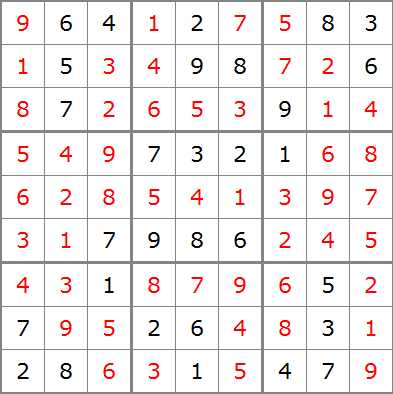 9 6 4 1 2 7 5 8 3
1 5 3 4 9 8 7 2 6
8 7 2 6 5 3 9 1 4
5 4 9 7 3 2 1 6 8
6 2 8 5 4 1 3 9 7
3 1 7 9 8 6 2 4 5
4 3 1 8 7 9 6 5 2
7 9 5 2 6 4 8 3 1
2 8 6 3 1 5 4 7 9